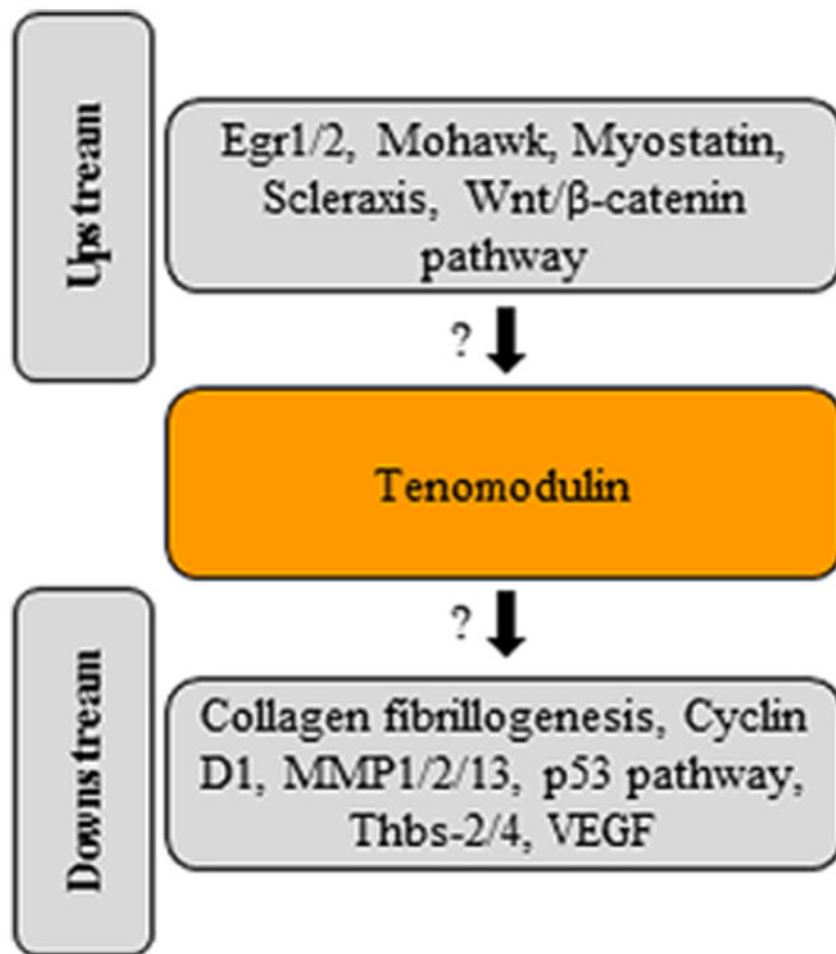 Upstream
Egr1/2, Mohawk, Myostatin,
Scleraxis, Wnt/β-catenin
pathway
?
Tenomodulin
?
Downstream
Collagen fibrillogenesis, Cyclin
D1, MMP1/2/13, p53 pathway,
Thbs-2/4, VEGF